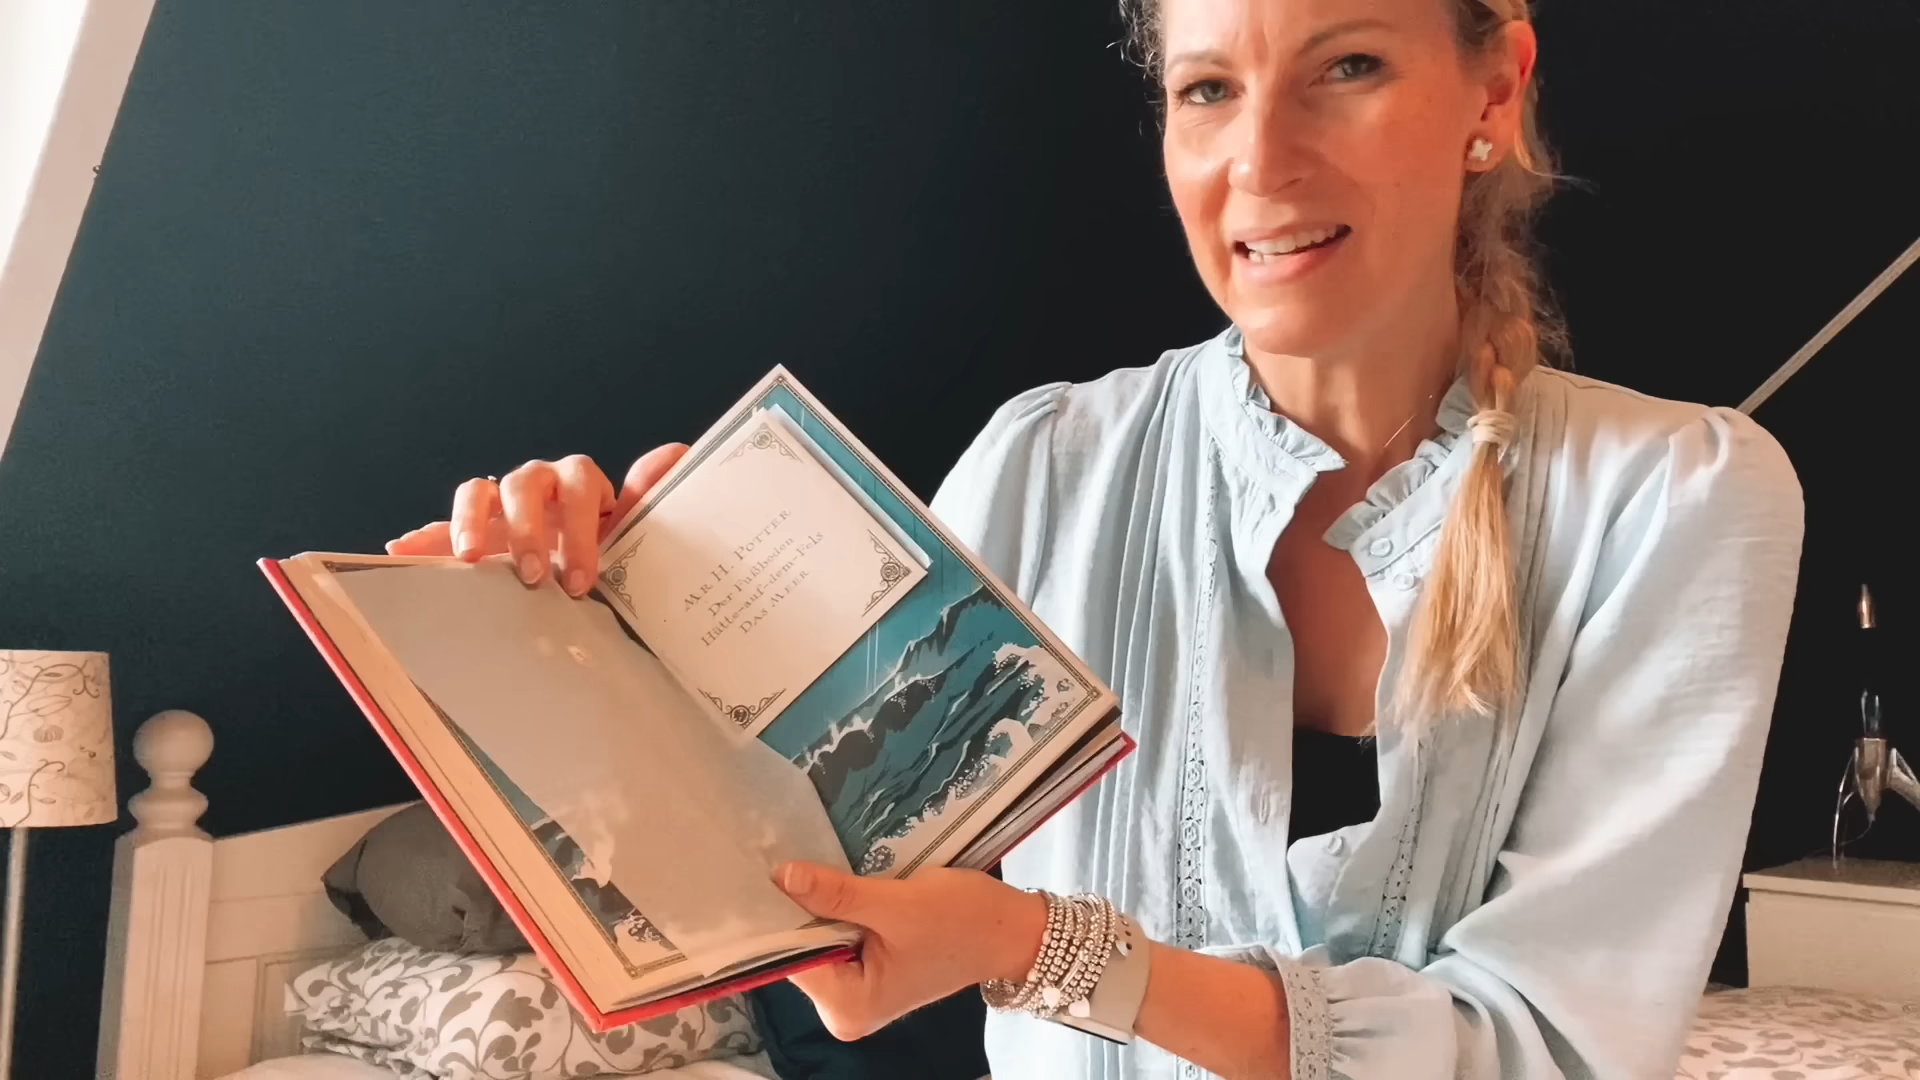 Mr H. Potter
Der Fußboden
Hütte-auf-dem-Fels
Das Meer